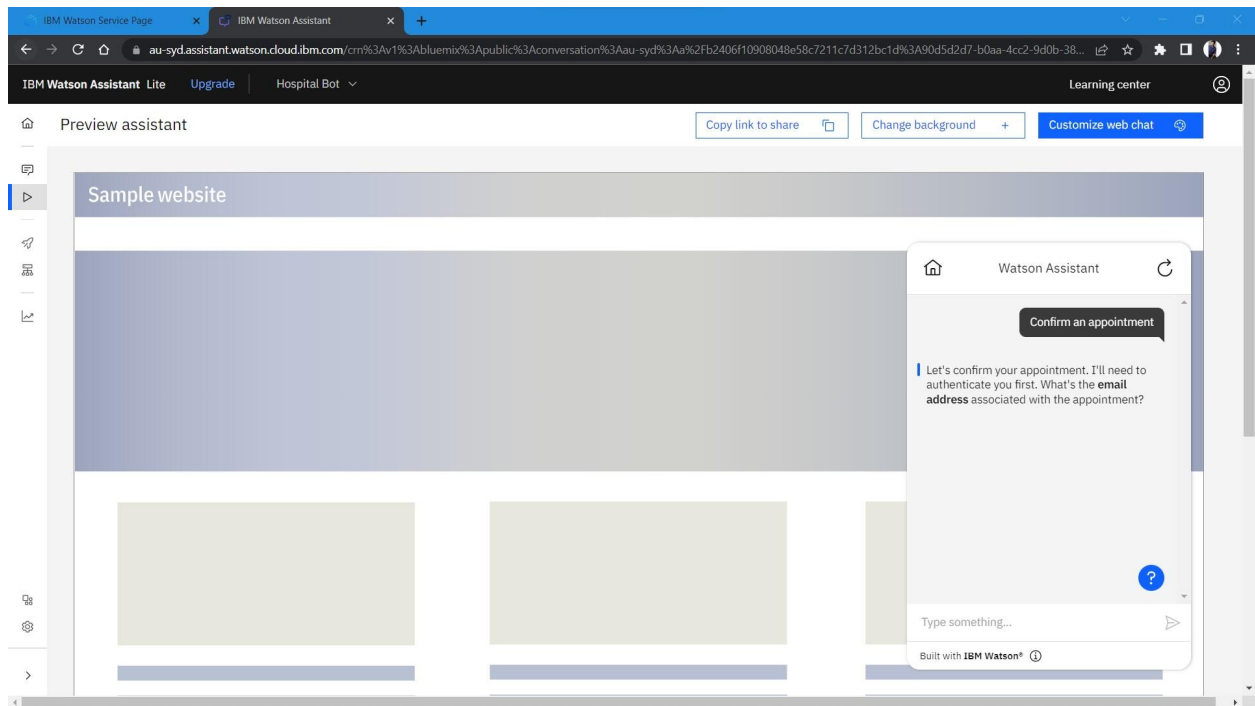 IBM Watson Service Page
IBM Watson Assistant
au-syd.assistant.watson.cloud.ibm.com/crn%3Av1%3Abluemix%3Apublic%3Aconversation%3Aau-syd%3Aa%2Fb2406f10908048e58c7211c7d312bc1d%3A90d5d2d7-b0aa-4cc2-9d0b-38...
IBM Watson Assistant Lite Upgrade Hospital Bot Learning center
Preview assistant Copy link to share Change background + Customize web chat
Sample website
Watson Assistant
Confirm an appointment
Let's confirm your appointment. I'll need to
authenticate you first. What's the email
address associated with the appointment?
?
Type something...
Built with IBM Watson®